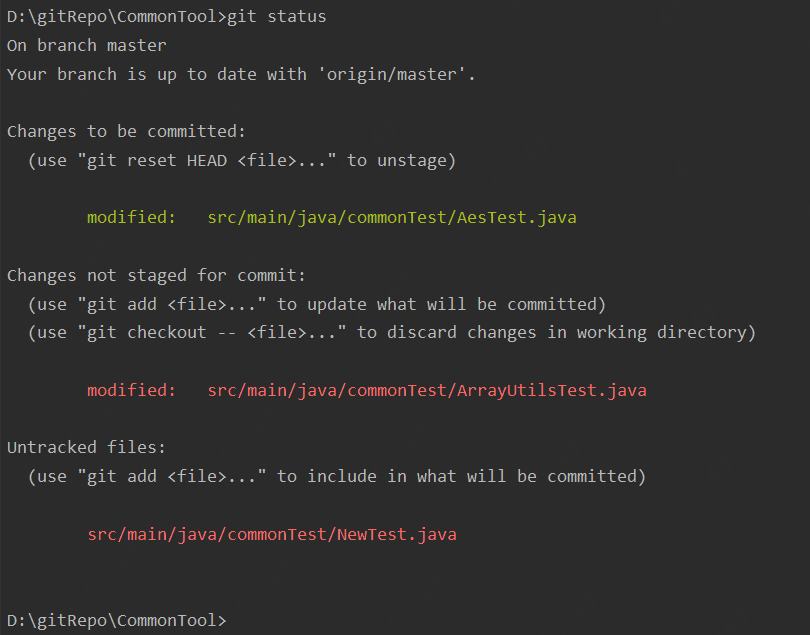 D:\gitRepo\CommonTool>git status
On branch master
Your branch is up to date with 'origin/master'.
Changes to be committed:
(use "git reset HEAD <file>..." to unstage)
modified: src/main/java/commonTest/AesTest.java
Changes not staged for commit:
(use "git add <file>..." to update what will be committed)
(use "git checkout -- <file>..." to discard changes in working directory)
modified: src/main/java/commonTest/ArrayUtilsTest.java
Untracked files:
(use "git add <file>..." to include in what will be committed)
src/main/java/commonTest/NewTest.java
D:\gitRepo\CommonTool>